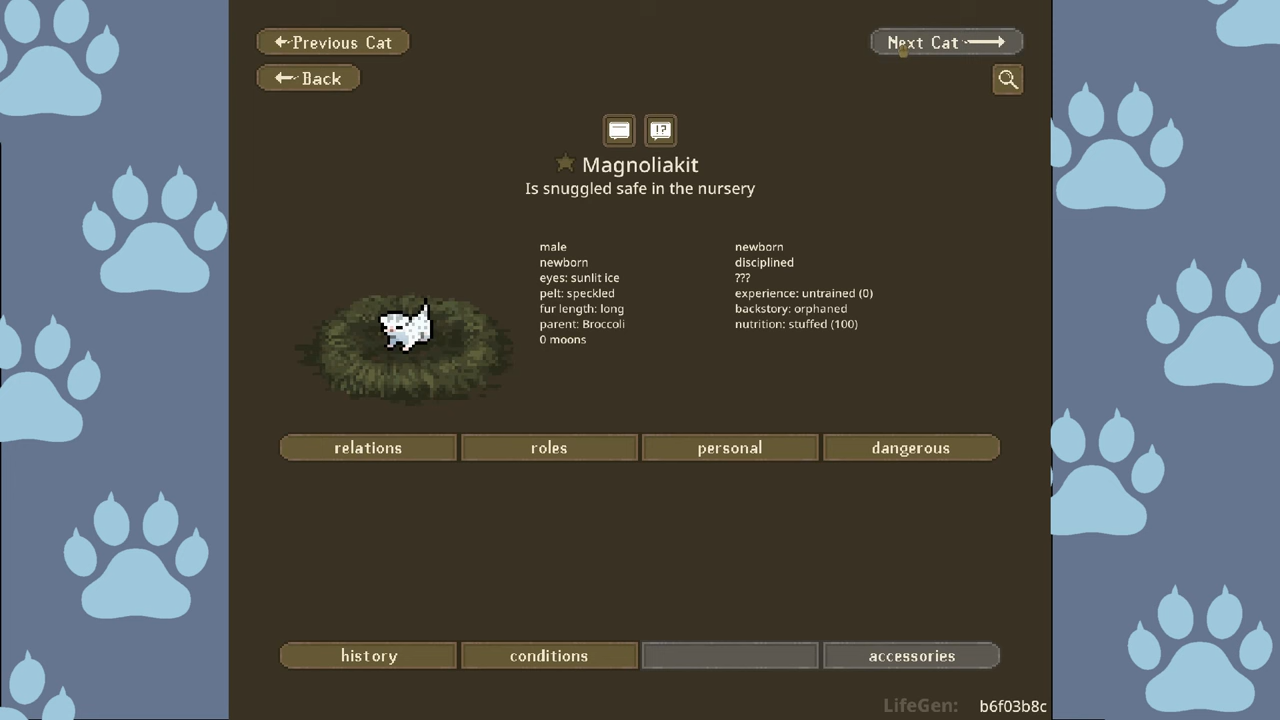 Previous Cat
Next Cat
Back
!?
Magnoliakit
Is snuggled safe in the nursery
male
newborn
eyes: sunlit ice
pelt: speckled
fur length: long
parent: Broccoli
0 moons
newborn
disciplined
???
experience: untrained (0)
backstory: orphaned
nutrition: stuffed (100)
relations
roles
personal
dangerous
history
conditions
accessories
LifeGen: b6f03b8c